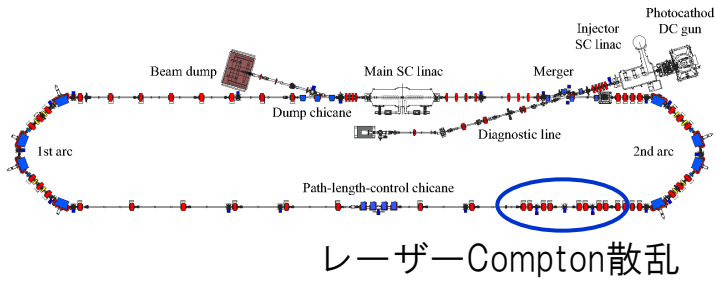 Photocathod
DC gun
Injector
SC linac
Beam dump
Main SC linac
Merger
Dump chicane
Diagnostic line
1st arc
2nd arc
Path-length-control chicane
レーザーCompton散乱